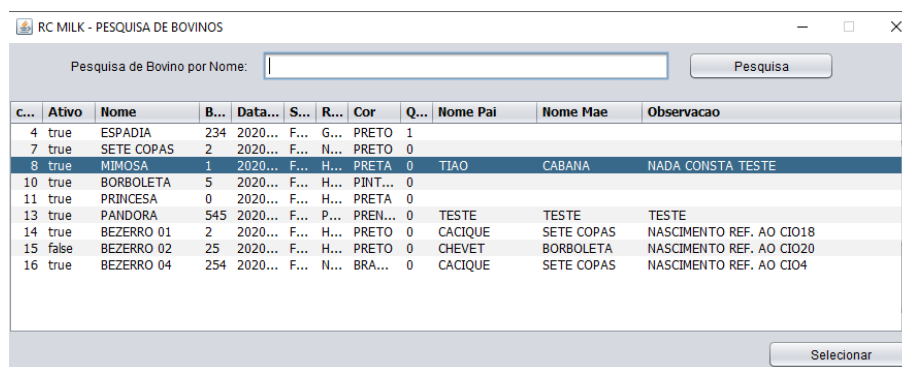 RC MILK - PESQUISA DE BOVINOS
Pesquisa de Bovino por Nome: Pesquisa
c... Ativo Nome B... Data... S... R... Cor Q... Nome Pai Nome Mae Observacao
4 true ESPADIA 234 2020... F... G... PRETO 1
7 true SETE COPAS 2 2020... F... N... PRETO 0
8 true MIMOSA 1 2020... F... H... PRETA 0 TIAO CABANA NADA CONSTA TESTE
10 true BORBOLETA 5 2020... F... H... PINT... 0
11 true PRINCESA 0 2020... F... H... PRETA 0
13 true PANDORA 545 2020... F... P... PREN... 0 TESTE TESTE TESTE
14 true BEZERRO 01 2 2020... F... H... PRETO 0 CACIQUE SETE COPAS NASCIMENTO REF. AO CIO18
15 false BEZERRO 02 25 2020... F... H... PRETO 0 CHEVET BORBOLETA NASCIMENTO REF. AO CIO20
16 true BEZERRO 04 254 2020... F... N... BRA... 0 CACIQUE SETE COPAS NASCIMENTO REF. AO CIO4
Selecionar